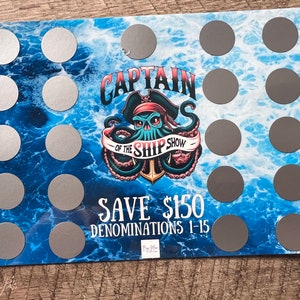 CAPTAIN
OF THE SHIP SHOW
SAVE $150
DENOMINATIONS 1-15